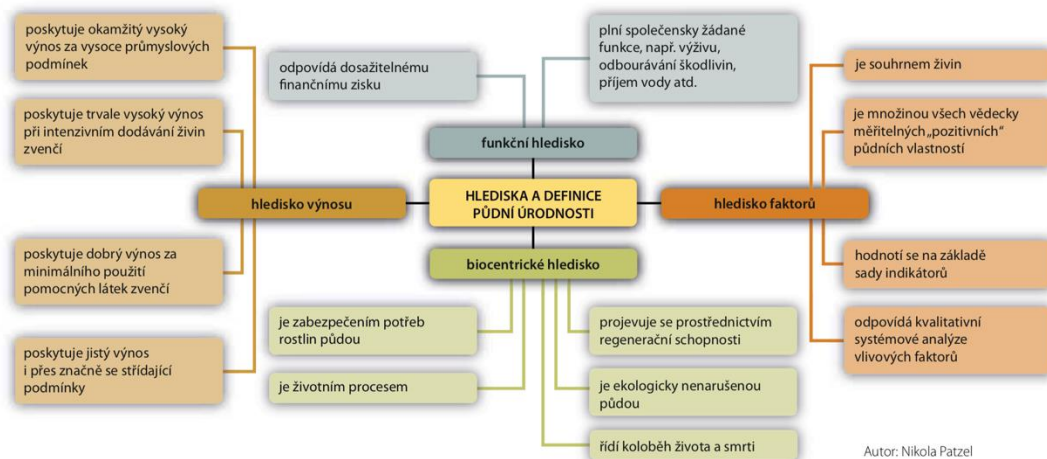 poskytuje okamžitý vysoký
výnos za vysoce průmyslových
podmínek
poskytuje trvale vysoký výnos
při intenzivním dodávání živin
zvenčí
hledisko výnosu
poskytuje dobrý výnos za
minimálního použití
pomocných látek zvenčí
poskytuje jistý výnos
i přes značně se střídající
podmínky
odpovídá dosažitelnému
finančnímu zisku
plní společensky žádané
funkce, např. výživu,
odbourávání škodlivin,
příjem vody atd.
funkční hledisko
HLEDISKA A DEFINICE
PŮDNÍ ÚRODNOSTI
biocentrické hledisko
je zabezpečením potřeb
rostlin půdou
je životním procesem
projevuje se prostřednictvím
regenerační schopnosti
je ekologicky nenarušenou
půdou
řídí koloběh života a smrti
je souhrnem živin
je množinou všech vědecky
měřitelných „pozitivních“
půdních vlastností
hledisko faktorů
hodnotí se na základě
sady indikátorů
odpovídá kvalitativní
systémové analýze
vlivových faktorů
Autor: Nikola Patzel